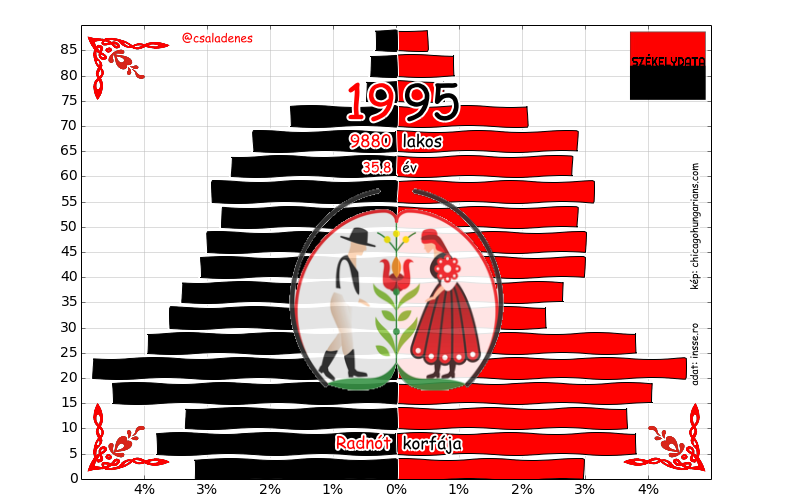 @csaladenes
SZÉKELYDATA
1995
9880 lakos
35.8 év
kép: chicagohungarians.com
adat: insse.ro
Radnót korfája
85
80
75
70
65
60
55
50
45
40
35
30
25
20
15
10
5
0
4% 3% 2% 1% 0% 1% 2% 3% 4%